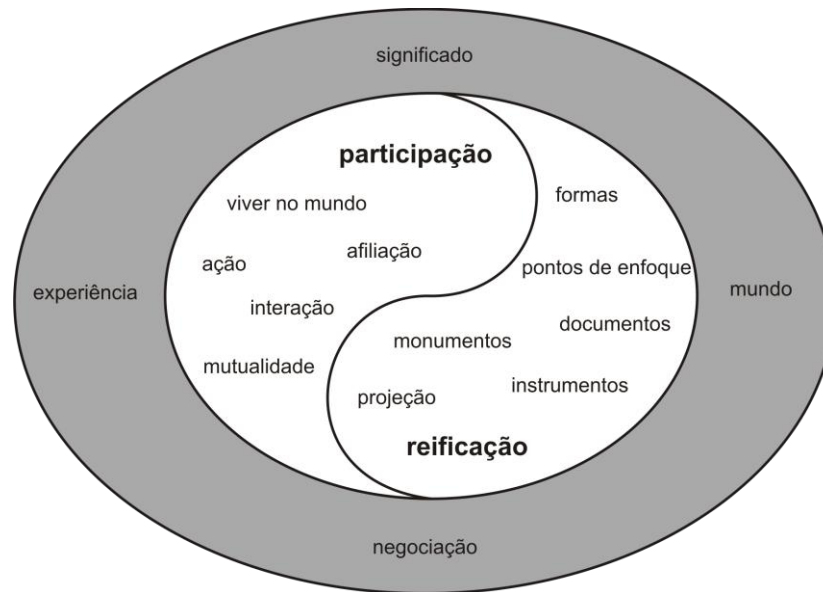 significado
participação
viver no mundo
formas
afiliação
ação
pontos de enfoque
experiência
mundo
interação
documentos
monumentos
mutualidade
instrumentos
projeção
reificação
negociação